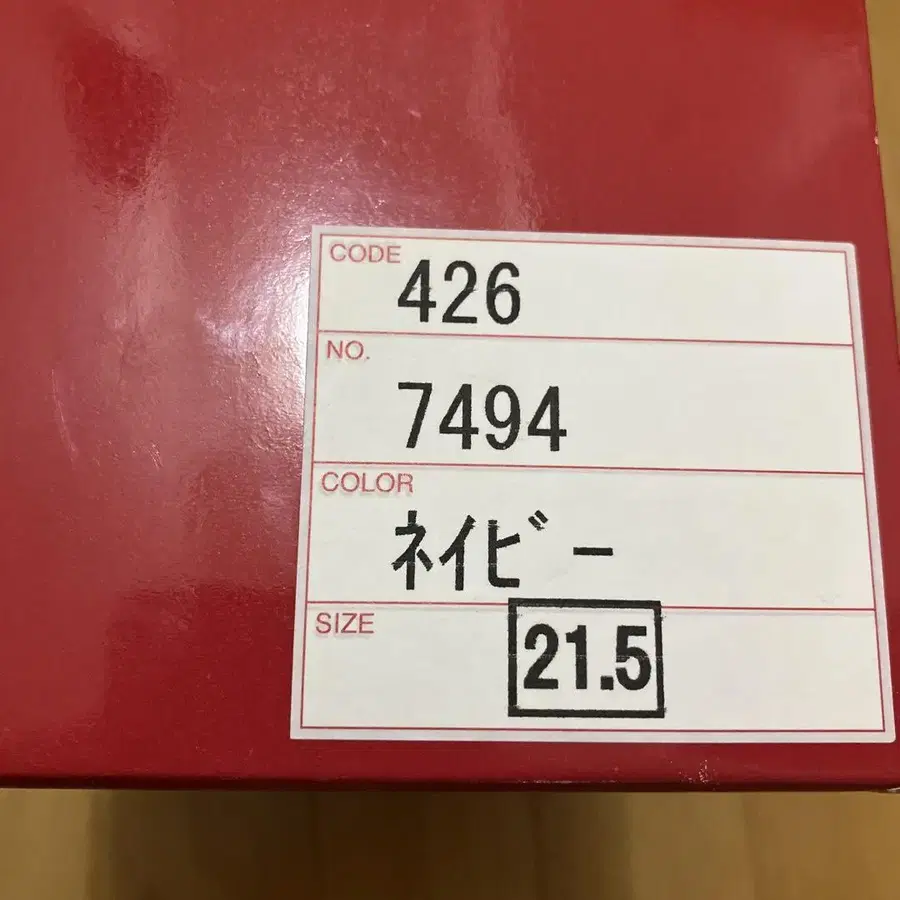 CODE
426
NO.
7494
COLOR
ﾈｲﾋﾞｰ
SIZE
21.5